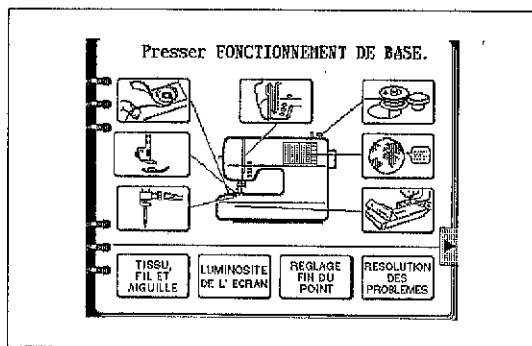 Presser FONCTIONNEMENT DE BASE.
TISSU,
FIL ET
AIGUILLE
LUMINOSITE
DE L' ECRAN
REGLAGE
FIN DU
POINT
RESOLUTION
DES
PROBLEMES